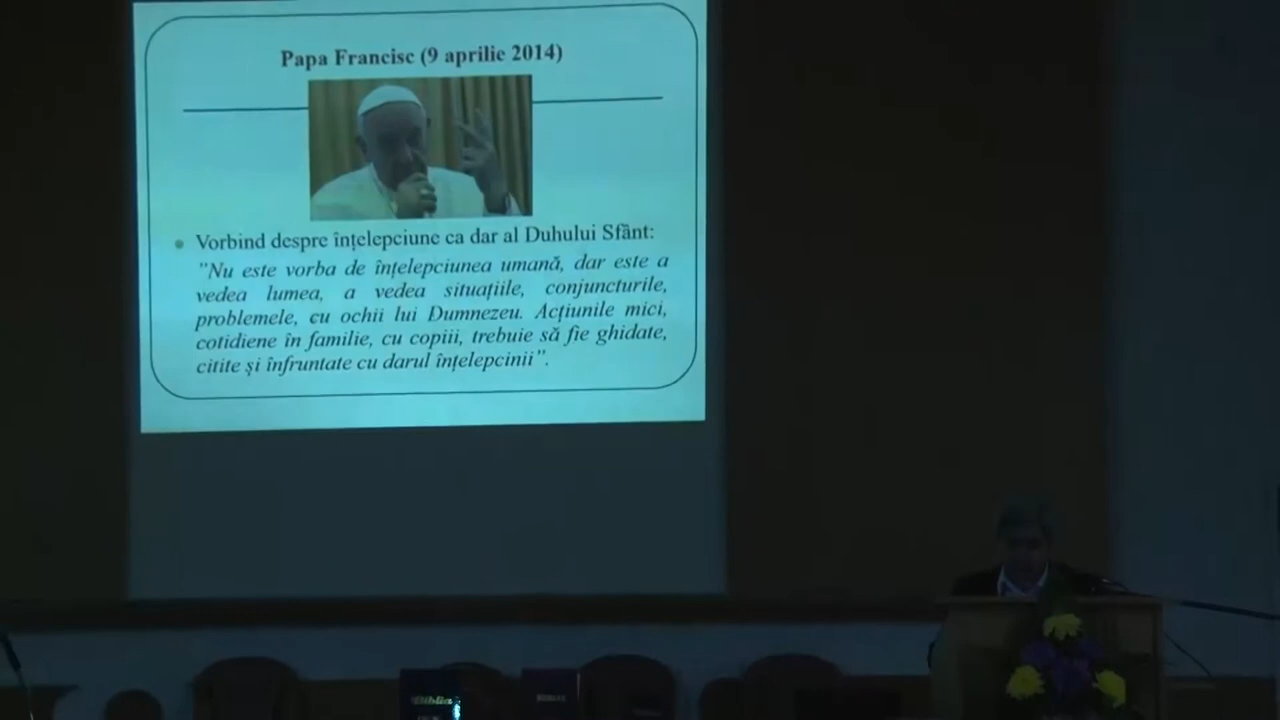 Papa Francisc (9 aprilie 2014)
Vorbind despre înțelepciune ca dar al Duhului Sfânt:
"Nu este vorba de înțelepciunea umană, dar este a
vedea lumea, a vedea situațiile, conjuncturile,
problemele, cu ochii lui Dumnezeu. Acțiunile mici,
cotidiene în familie, cu copiii, trebuie să fie ghidate,
citite și înfruntate cu darul înțelepcinii".
Biblia